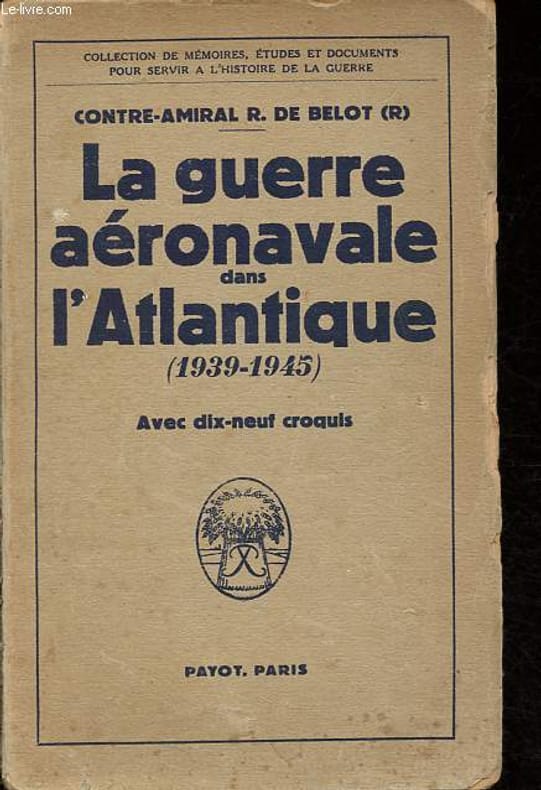 Le-livre.com
COLLECTION DE MÉMOIRES, ÉTUDES ET DOCUMENTS
POUR SERVIR A L'HISTOIRE DE LA GUERRE
CONTRE-AMIRAL R. DE BELOT (R)
La guerre
aéronavale
dans
l'Atlantique
(1939-1945)
Avec dix-neuf croquis
PAYOT, PARIS